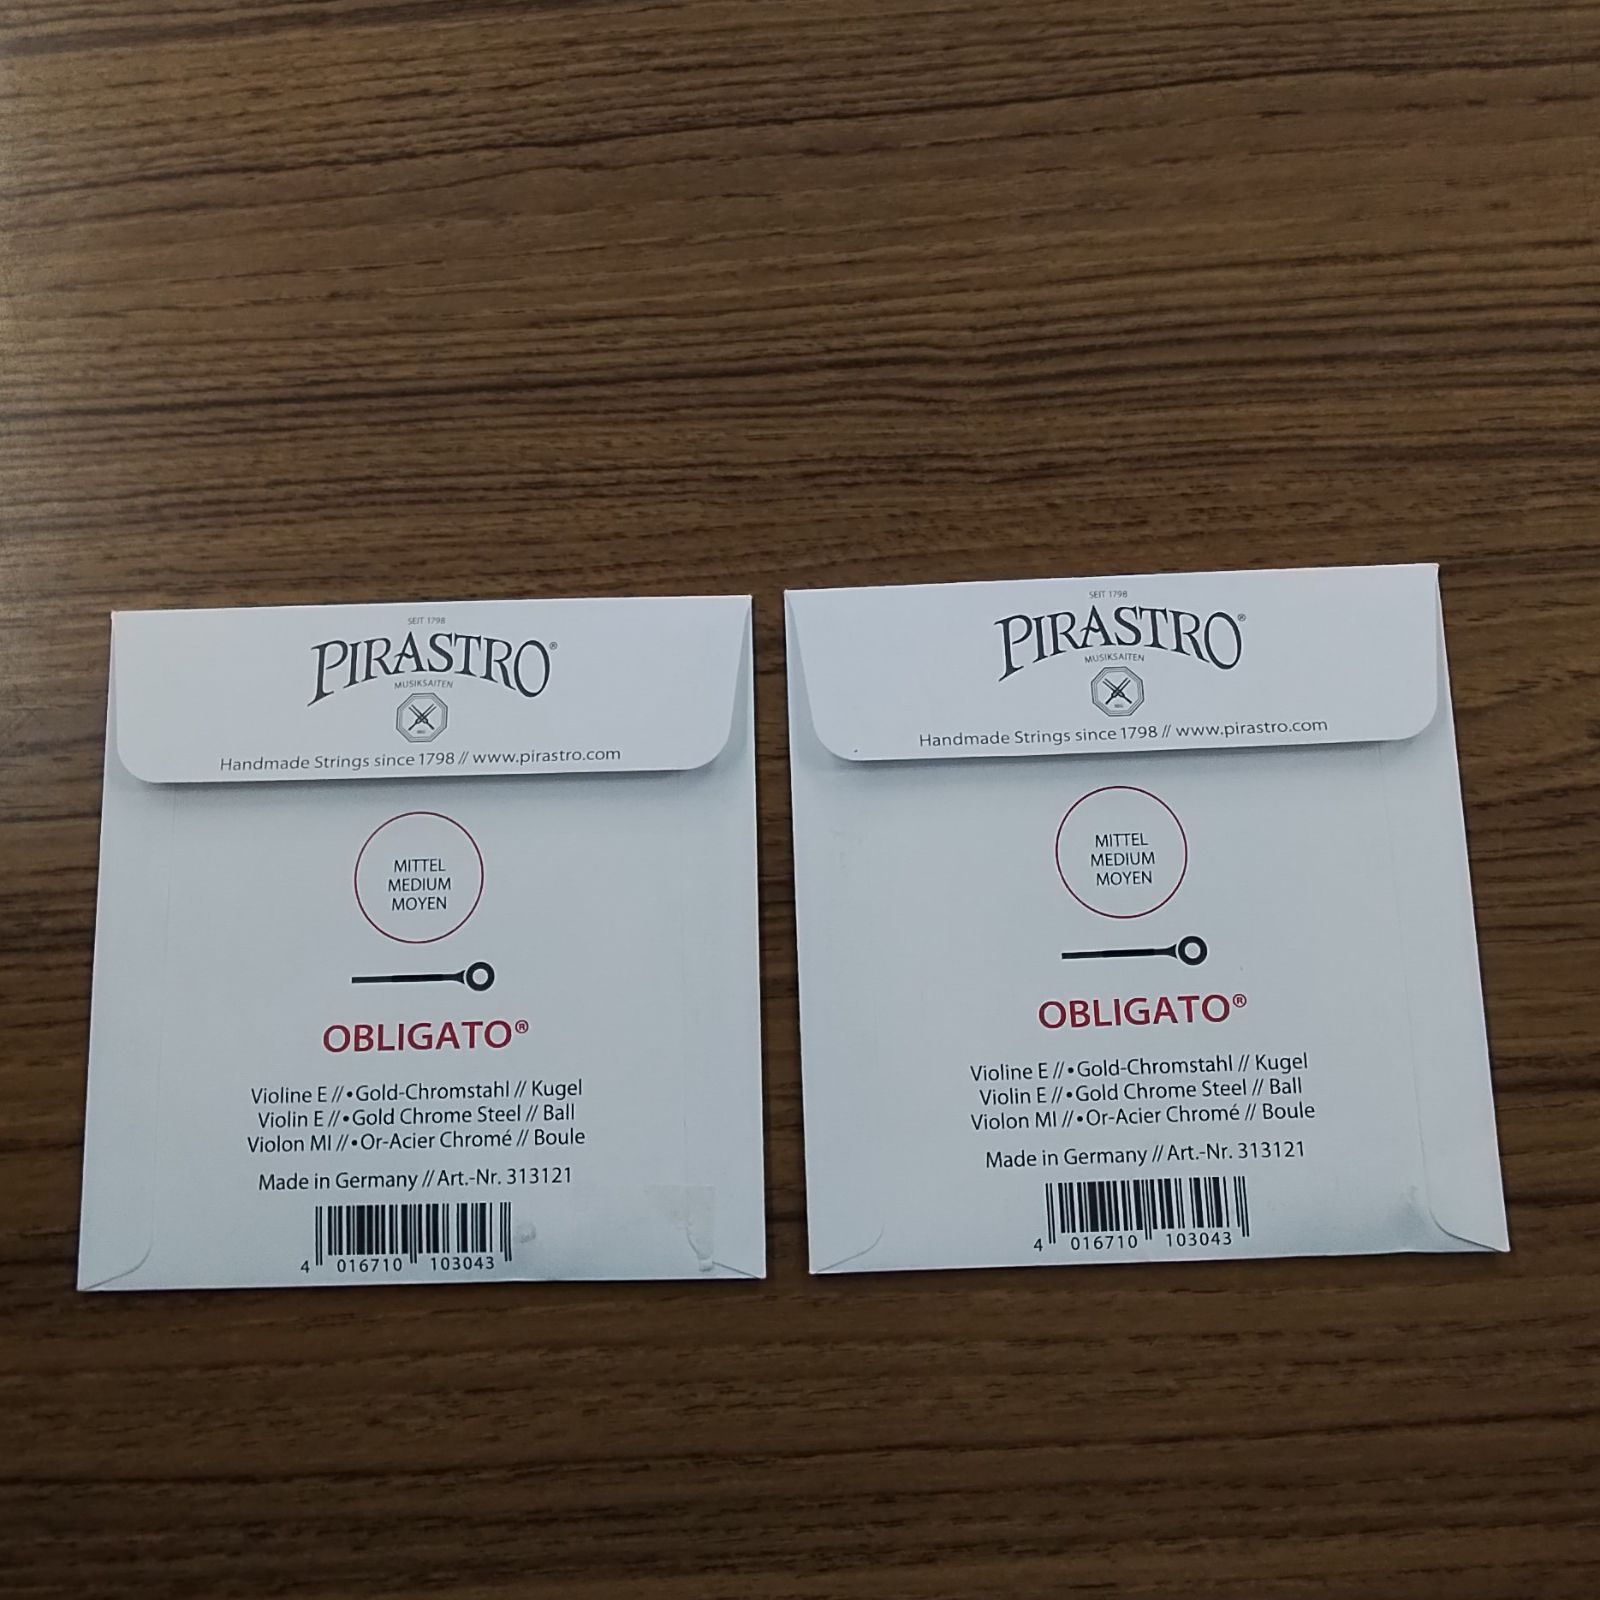 SEIT 1798
PIRASTRO®
MUSIKSAITEN
Handmade Strings since 1798 // www.pirastro.com
MITTEL
MEDIUM
MOYEN
OBLIGATO®
Violine E //•Gold-Chromstahl // Kugel
Violin E //•Gold Chrome Steel // Ball
Violon MI //•Or-Acier Chromé // Boule
Made in Germany // Art.-Nr. 313121
4 016710 103043
SEIT 1798
PIRASTRO®
MUSIKSAITEN
Handmade Strings since 1798 // www.pirastro.com
MITTEL
MEDIUM
MOYEN
OBLIGATO®
Violine E //•Gold-Chromstahl // Kugel
Violin E //•Gold Chrome Steel // Ball
Violon MI //•Or-Acier Chromé // Boule
Made in Germany // Art.-Nr. 313121
4 016710 103043